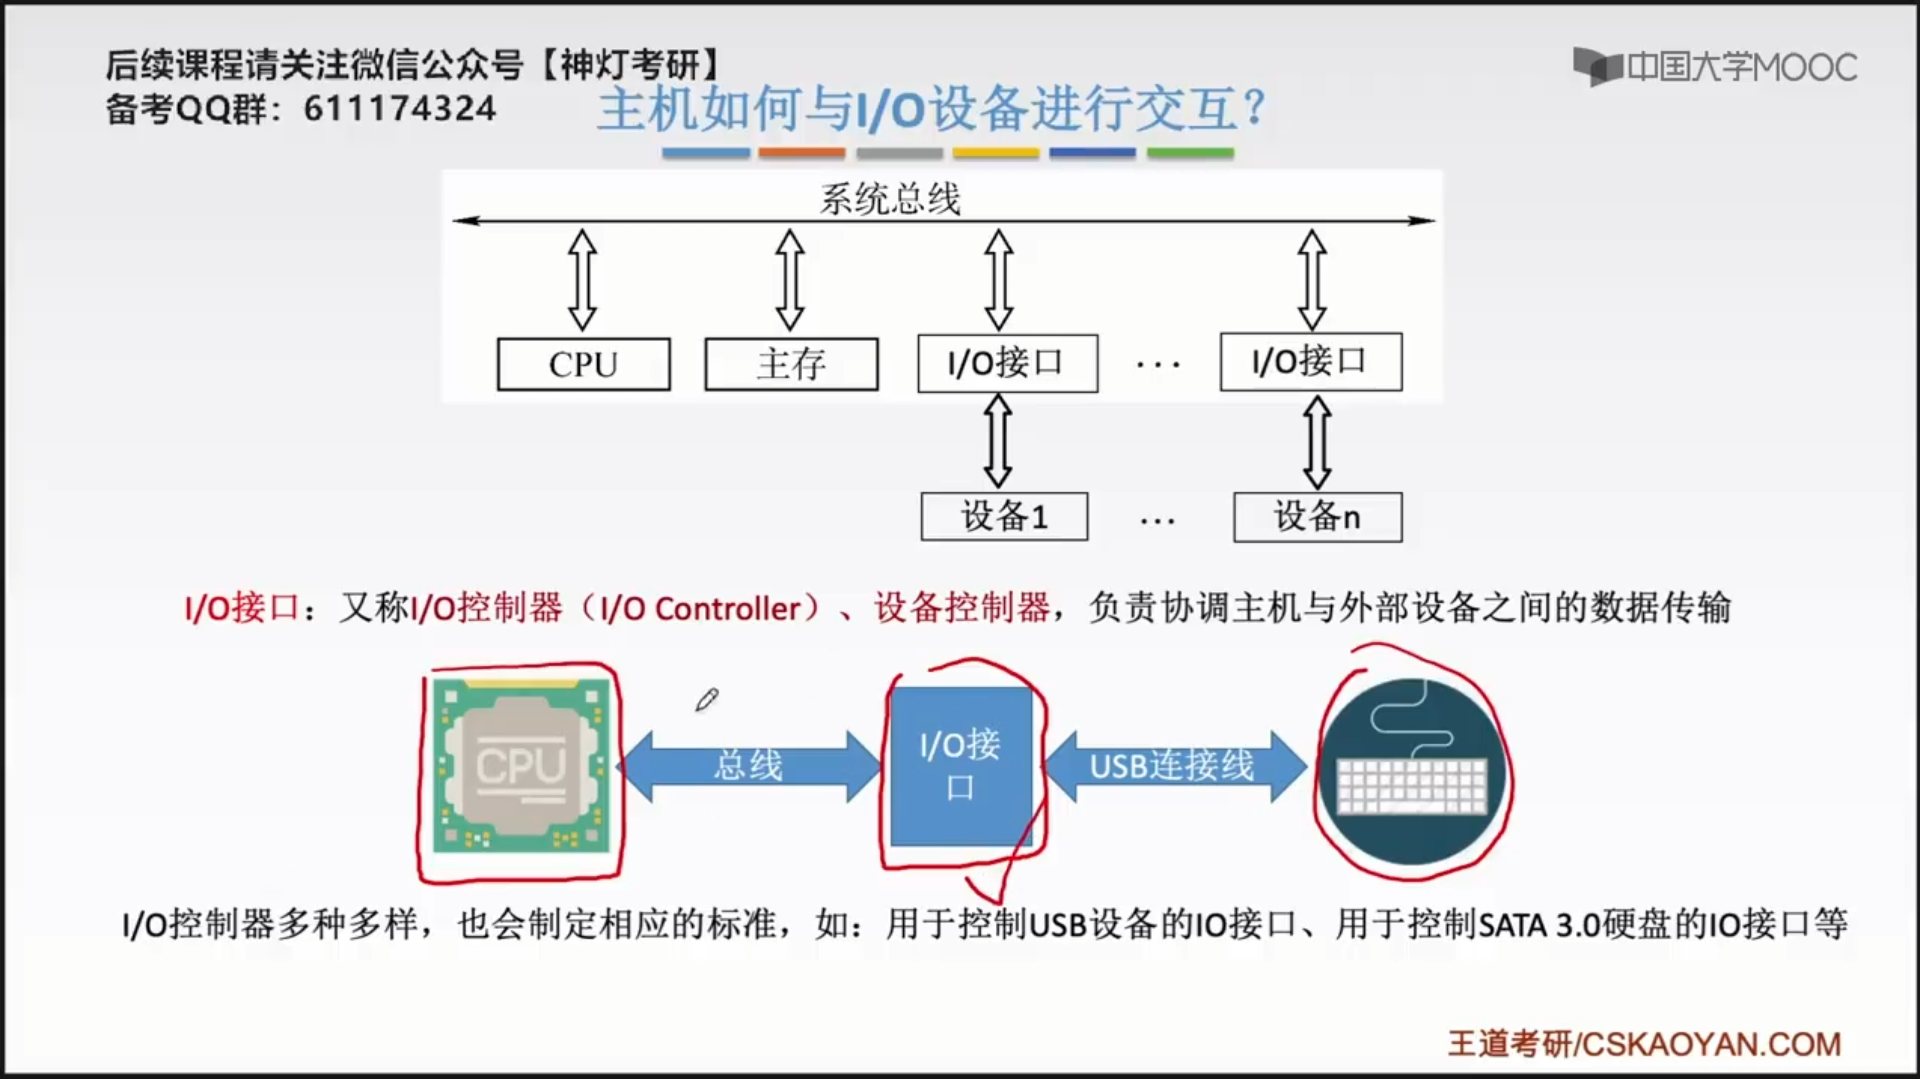 后续课程请关注微信公众号【神灯考研】
备考QQ群：611174324
中国大学MOOC
主机如何与I/O设备进行交互？
系统总线
CPU
主存
I/O接口
...
I/O接口
设备1
...
设备n
I/O接口：又称I/O控制器（I/O Controller）、设备控制器，负责协调主机与外部设备之间的数据传输
CPU
总线
I/O接
口
USB连接线
I/O控制器多种多样，也会制定相应的标准，如：用于控制USB设备的IO接口、用于控制SATA 3.0硬盘的IO接口等
王道考研/CSKAOYAN.COM